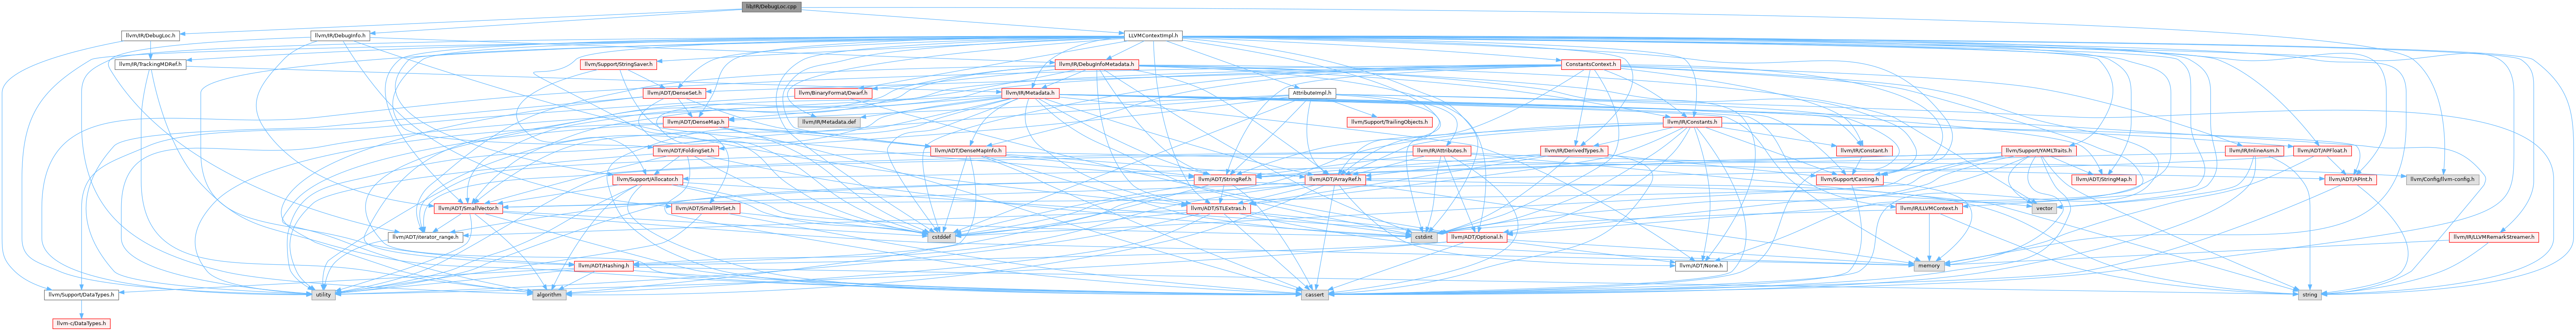 lib/IR/DebugLoc.cpp
llvm/IR/DebugLoc.h
llvm/IR/DebugInfo.h
LLVMContextImpl.h
llvm/IR/TrackingMDRef.h
llvm/Support/StringSaver.h
llvm/IR/DebugInfoMetadata.h
ConstantsContext.h
llvm/ADT/DenseSet.h
llvm/BinaryFormat/Dwarf.h
llvm/IR/Metadata.h
AttributeImpl.h
llvm/ADT/DenseMap.h
llvm/IR/Metadata.def
llvm/Support/TrailingObjects.h
llvm/IR/Constants.h
llvm/ADT/FoldingSet.h
llvm/ADT/DenseMapInfo.h
llvm/IR/Attributes.h
llvm/IR/DerivedTypes.h
llvm/IR/Constant.h
llvm/Support/YAMLTraits.h
llvm/IR/InlineAsm.h
llvm/ADT/APFloat.h
llvm/Support/Allocator.h
llvm/ADT/StringRef.h
llvm/ADT/ArrayRef.h
llvm/Support/Casting.h
llvm/ADT/StringMap.h
llvm/ADT/APInt.h
llvm/Config/llvm-config.h
llvm/ADT/SmallVector.h
llvm/ADT/SmallPtrSet.h
llvm/ADT/STLExtras.h
llvm/IR/LLVMContext.h
vector
llvm/ADT/iterator_range.h
cstddef
cstdint
llvm/ADT/Optional.h
llvm/IR/LLVMRemarkStreamer.h
llvm/ADT/Hashing.h
llvm/ADT/None.h
memory
llvm/Support/DataTypes.h
utility
algorithm
cassert
string
llvm-c/DataTypes.h